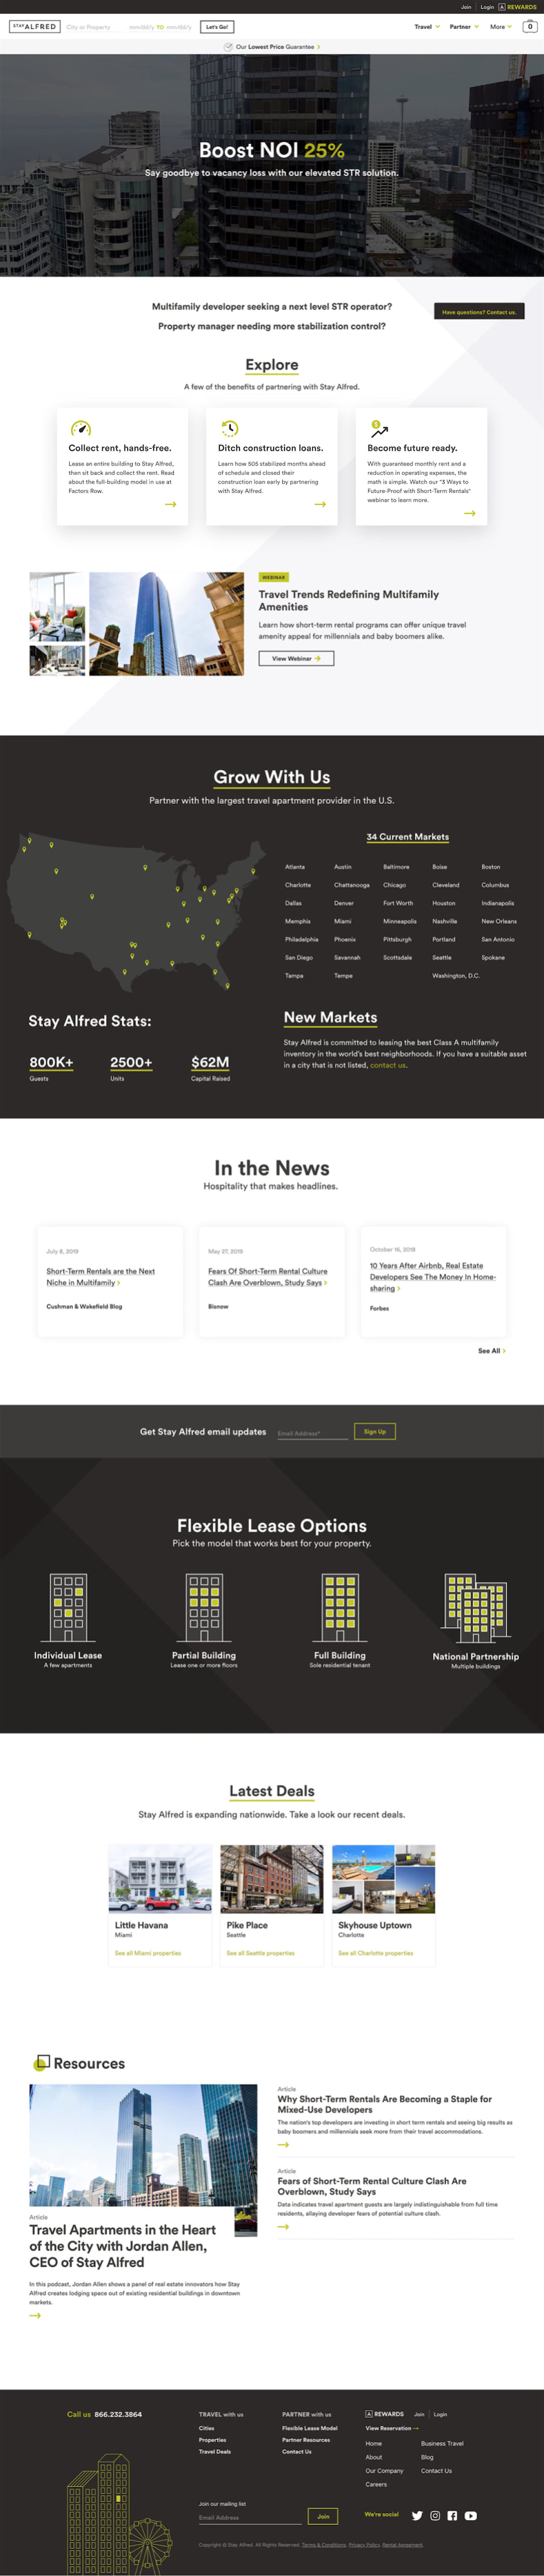 Join Login A REWARDS
STAY ALFRED City or Property mm/dd/y TO mm/dd/y Let's Go! Travel Partner More 0
Our Lowest Price Guarantee
Boost NOI 25%
Say goodbye to vacancy loss with our elevated STR solution.
Multifamily developer seeking a next level STR operator?
Have questions? Contact us.
Property manager needing more stabilization control?
Explore
A few of the benefits of partnering with Stay Alfred.
Collect rent, hands-free.
Lease an entire building to Stay Alfred,
then sit back and collect the rent. Read
about the full-building model in use at
Factors Row.
Ditch construction loans.
Learn how 505 stabilized months ahead
of schedule and closed their
construction loan early by partnering
with Stay Alfred.
Become future ready.
With guaranteed monthly rent and a
reduction in operating expenses, the
math is simple. Watch our "3 Ways to
Future-Proof with Short-Term Rentals"
webinar to learn more.
WEBINAR
Travel Trends Redefining Multifamily
Amenities
Learn how short-term rental programs can offer unique travel
amenity appeal for millennials and baby boomers alike.
View Webinar
Grow With Us
Partner with the largest travel apartment provider in the U.S.
34 Current Markets
Atlanta Austin Baltimore Boise Boston
Charlotte Chattanooga Chicago Cleveland Columbus
Dallas Denver Fort Worth Houston Indianapolis
Memphis Miami Minneapolis Nashville New Orleans
Philadelphia Phoenix Pittsburgh Portland San Antonio
San Diego Savannah Scottsdale Seattle Spokane
Tampa Tempe Washington, D.C.
Stay Alfred Stats:
800K+ 2500+ $62M
Guests Units Capital Raised
New Markets
Stay Alfred is committed to leasing the best Class A multifamily
inventory in the world's best neighborhoods. If you have a suitable asset
in a city that is not listed, contact us.
In the News
Hospitality that makes headlines.
July 8, 2019
Short-Term Rentals are the Next
Niche in Multifamily
Cushman & Wakefield Blog
May 27, 2019
Fears Of Short-Term Rental Culture
Clash Are Overblown, Study Says
Bisnow
October 16, 2018
10 Years After Airbnb, Real Estate
Developers See The Money In Home-
sharing
Forbes
See All
Get Stay Alfred email updates Email Address* Sign Up
Flexible Lease Options
Pick the model that works best for your property.
Individual Lease
A few apartments
Partial Building
Lease one or more floors
Full Building
Sole residential tenant
National Partnership
Multiple buildings
Latest Deals
Stay Alfred is expanding nationwide. Take a look our recent deals.
Little Havana
Miami
See all Miami properties
Pike Place
Seattle
See all Seattle properties
Skyhouse Uptown
Charlotte
See all Charlotte properties
Resources
Article
Travel Apartments in the Heart
of the City with Jordan Allen,
CEO of Stay Alfred
In this podcast, Jordan Allen shows a panel of real estate innovators how Stay
Alfred creates lodging space out of existing residential buildings in downtown
markets.
Article
Why Short-Term Rentals Are Becoming a Staple for
Mixed-Use Developers
The nation's top developers are investing in short term rentals and seeing big results as
baby boomers and millennials seek more from their travel accommodations.
Article
Fears of Short-Term Rental Culture Clash Are
Overblown, Study Says
Data indicates travel apartment guests are largely indistinguishable from full time
residents, allaying developer fears of potential culture clash.
Call us 866.232.3864
TRAVEL with us
Cities
Properties
Travel Deals
PARTNER with us
Flexible Lease Model
Partner Resources
Contact Us
A REWARDS Join Login
View Reservation
Home Business Travel
About Blog
Our Company Contact Us
Careers
Join our mailing list
Email Address Join
We're social
Copyright © Stay Alfred. All Rights Reserved. Terms & Conditions. Privacy Policy. Rental Agreement.